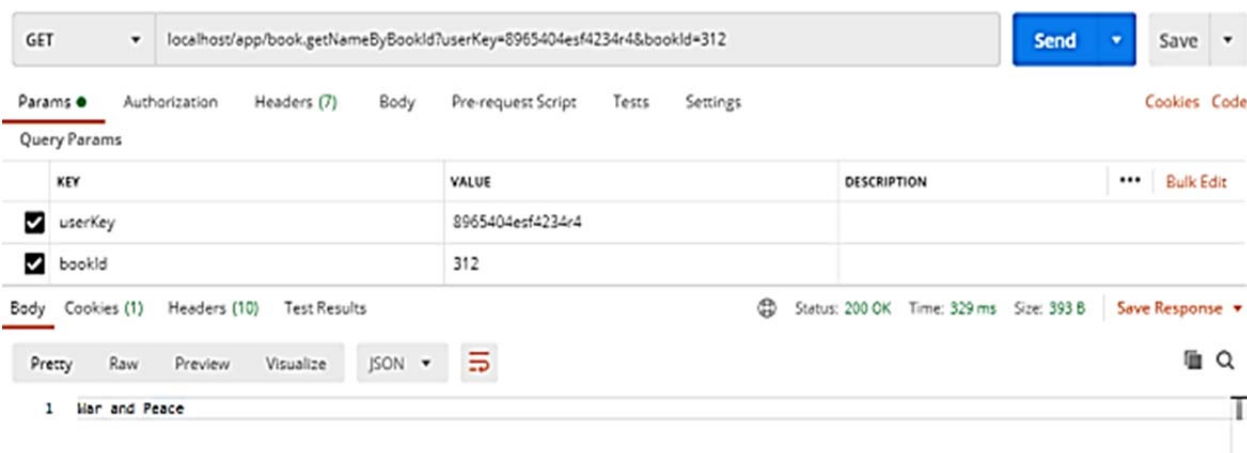 GET localhost/app/book.getNameByBookId?userKey=8965404esf4234r4&bookId=312 Send Save
Params Authorization Headers (7) Body Pre-request Script Tests Settings Cookies Code
Query Params
KEY VALUE DESCRIPTION ••• Bulk Edit
userKey 8965404esf4234r4
bookId 312
Body Cookies (1) Headers (10) Test Results Status: 200 OK Time: 329 ms Size: 393 B Save Response
Pretty Raw Preview Visualize JSON
1 War and Peace